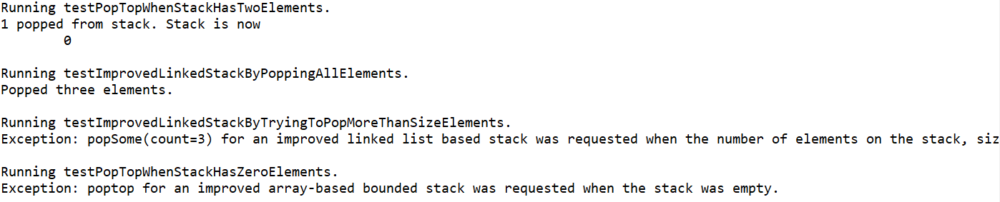 Running testPopTopWhenStackHasTwoElements.
1 popped from stack. Stack is now
0
Running testImprovedLinkedStackByPoppingAllElements.
Popped three elements.
Running testImprovedLinkedStackByTryingToPopMoreThanSizeElements.
Exception: popSome(count=3) for an improved linked list based stack was requested when the number of elements on the stack, siz
Running testPopTopWhenStackHasZeroElements.
Exception: poptop for an improved array-based bounded stack was requested when the stack was empty.